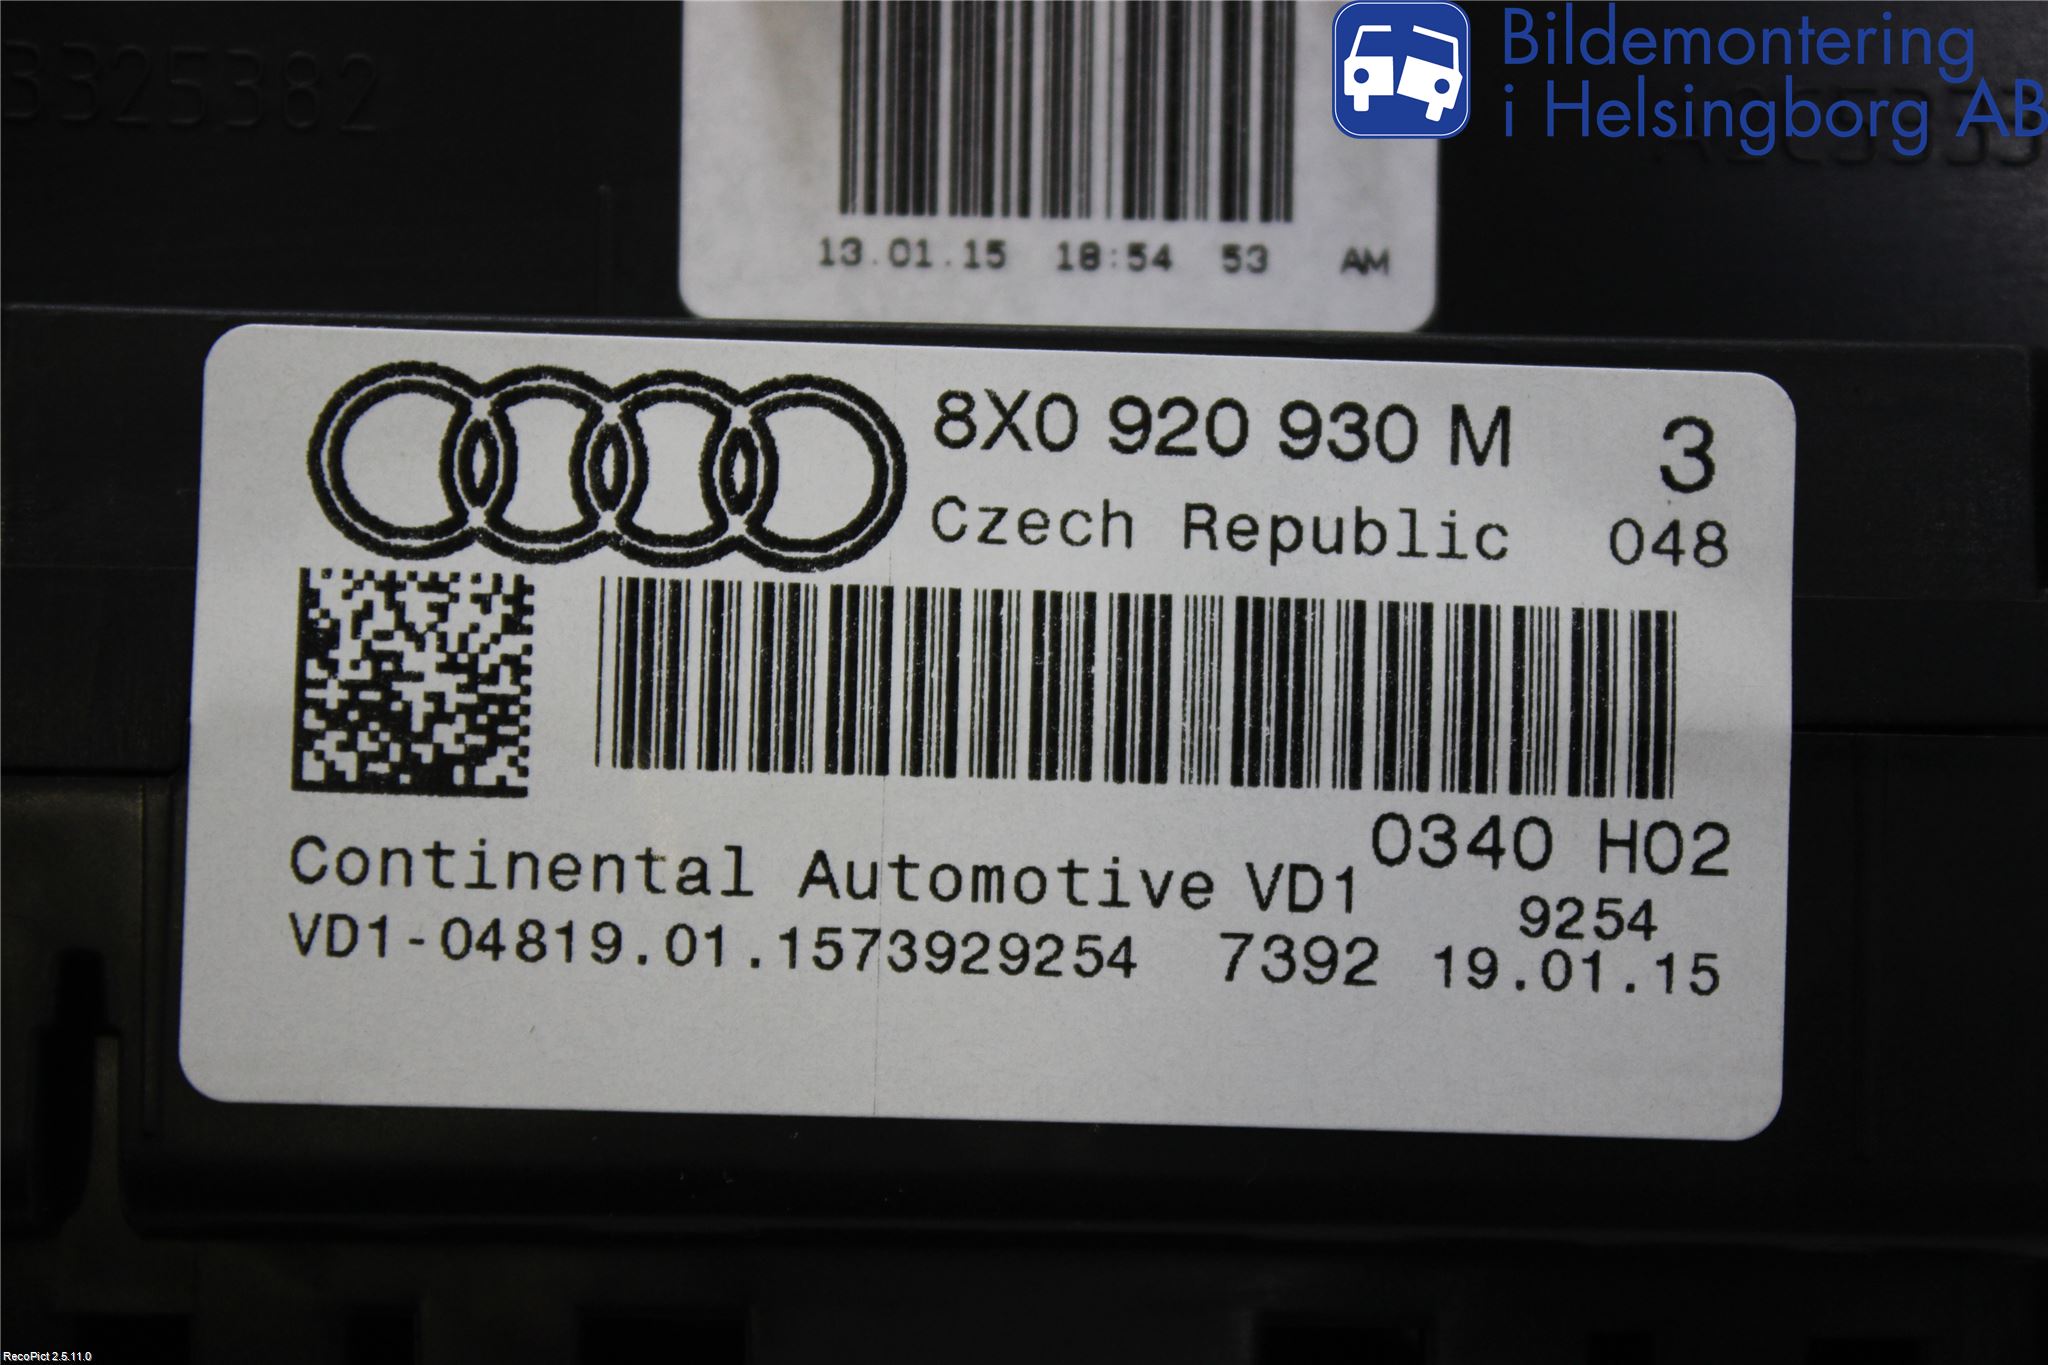 Bildemontering
i Helsingborg AB
3325382
13.01.15 18:54 53 AM
8X0 920 930 M 3
Czech Republic 048
0340 H02
Continental Automotive VD1
9254
VD1-04819.01.1573929254 7392 19.01.15
RecoPict 2.5.11.0